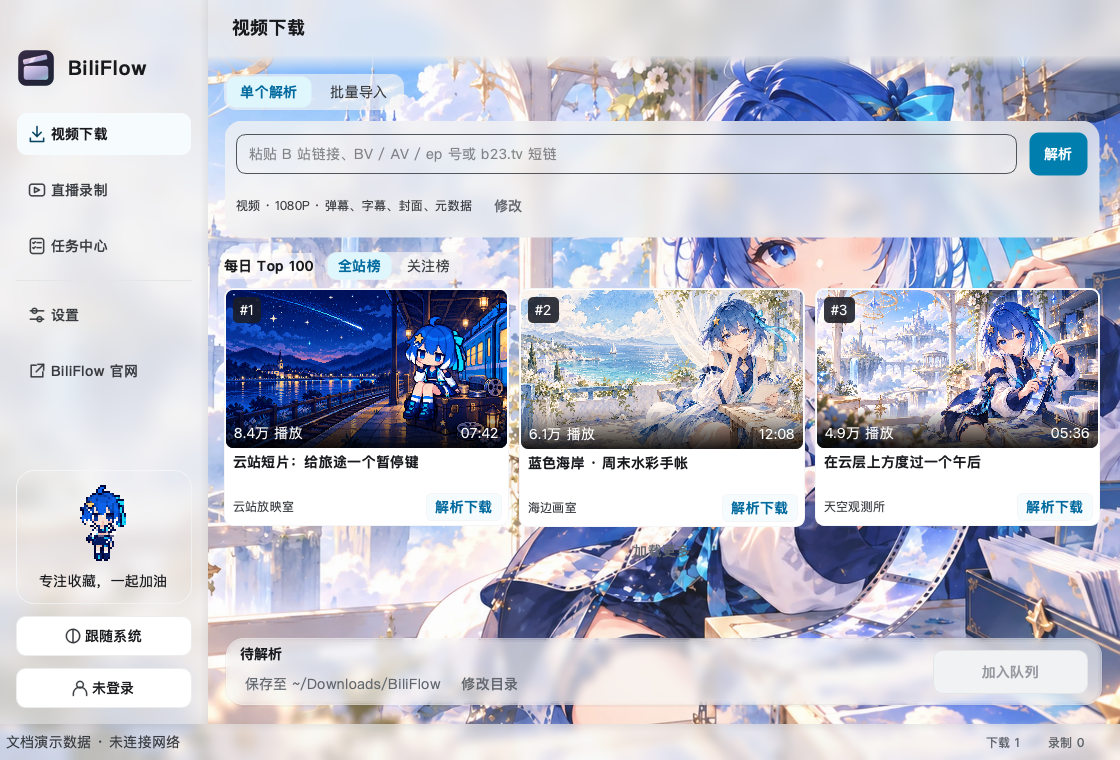 视频下载
BiliFlow
视频下载
直播录制
任务中心
设置
BiliFlow 官网
专注收藏，一起加油
跟随系统
未登录
单个解析 批量导入
粘贴 B 站链接、BV / AV / ep 号或 b23.tv 短链 解析
视频 · 1080P · 弹幕、字幕、封面、元数据 修改
每日 Top 100 全站榜 关注榜
#1
8.4万 播放 07:42
云站短片：给旅途一个暂停键
云站放映室 解析下载
#2
6.1万 播放 12:08
蓝色海岸 · 周末水彩手帐
海边画室 解析下载
#3
4.9万 播放 05:36
在云层上方度过一个午后
天空观测所 解析下载
加载更多
待解析
保存至 ~/Downloads/BiliFlow 修改目录
加入队列
文档演示数据 · 未连接网络 下载 1 录制 0